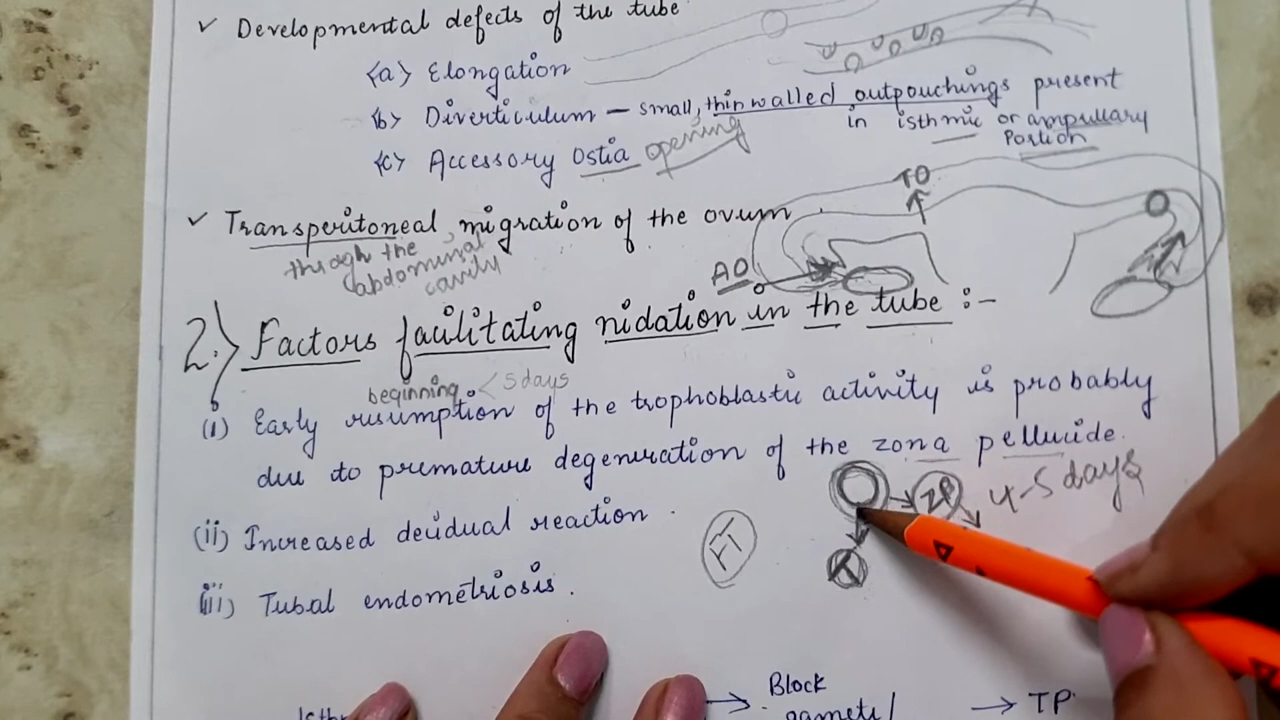 ✓ Developmental defects of the tube
(a) Elongation
(b) Diverticulum – small, thin walled outpouchings present
in isthmic or ampullary
Portion
(c) Accessory Ostia opening
TO
✓ Transperitoneal migration of the ovum.
through the
abdominal
cavity
AO
2.) Factors facilitating nidation in the tube :-
beginning < 5 days
(i) Early resumption of the trophoblastic activity is probably
due to premature degeneration of the zona pellucide.
ZP 4-5 days
(ii) Increased decidual reaction.
FT
T
(iii) Tubal endometriosis.
Block
gamete/
→ TP